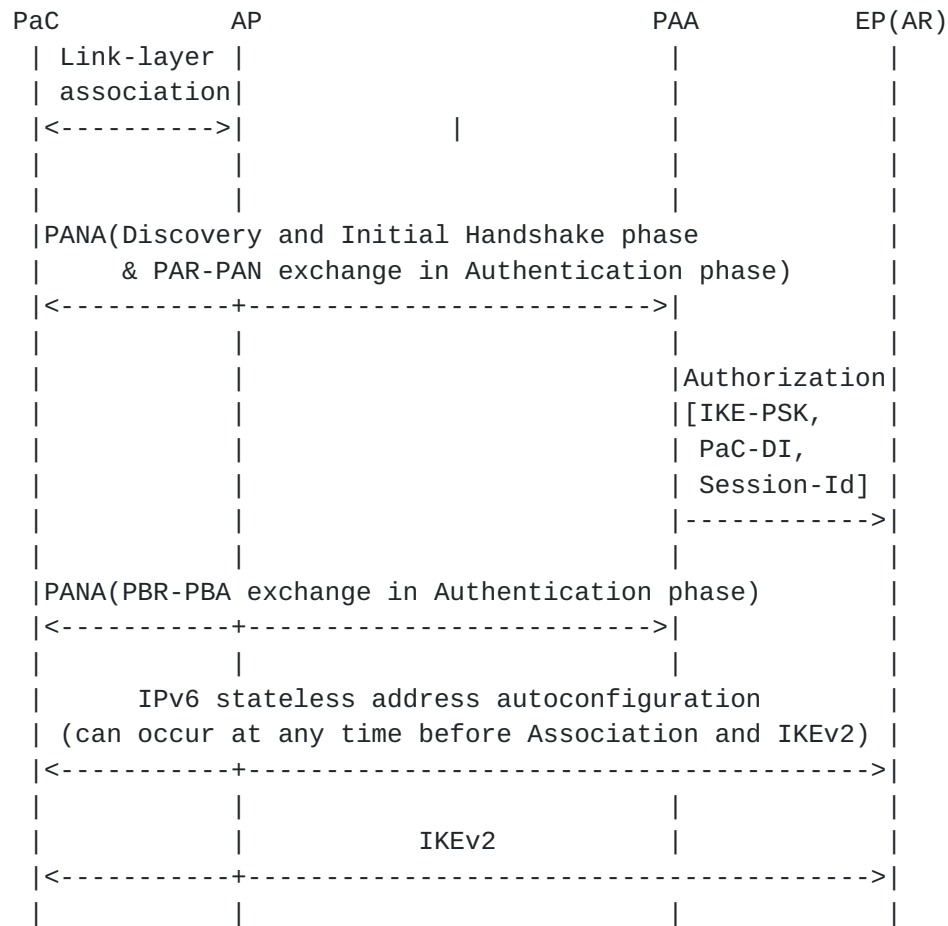 PaC AP PAA EP(AR)
| Link-layer | | |
| association| | |
|<---------->| | | |
| | | |
| | | |
|PANA(Discovery and Initial Handshake phase |
| & PAR-PAN exchange in Authentication phase) |
|<-----------+-------------------------->| |
| | | |
| | |Authorization|
| | |[IKE-PSK, |
| | | PaC-DI, |
| | | Session-Id] |
| | |------------>|
| | | |
|PANA(PBR-PBA exchange in Authentication phase) |
|<-----------+-------------------------->| |
| | | |
| IPv6 stateless address autoconfiguration |
| (can occur at any time before Association and IKEv2) |
|<-----------+---------------------------------------->|
| | | |
| | IKEv2 | |
|<-----------+---------------------------------------->|
| | | |